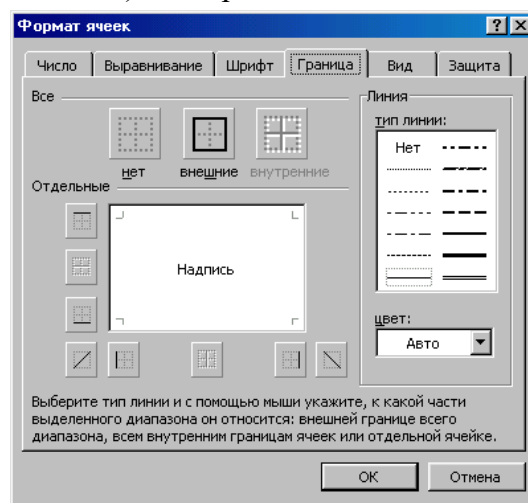 Формат ячеек
Число Выравнивание Шрифт Граница Вид Защита
Все
нет внешние внутренние
Отдельные
Надпись
Линия
тип линии:
Нет
цвет:
Авто
Выберите тип линии и с помощью мыши укажите, к какой части
выделенного диапазона он относится: внешней границе всего
диапазона, всем внутренним границам ячеек или отдельной ячейке.
ОК Отмена